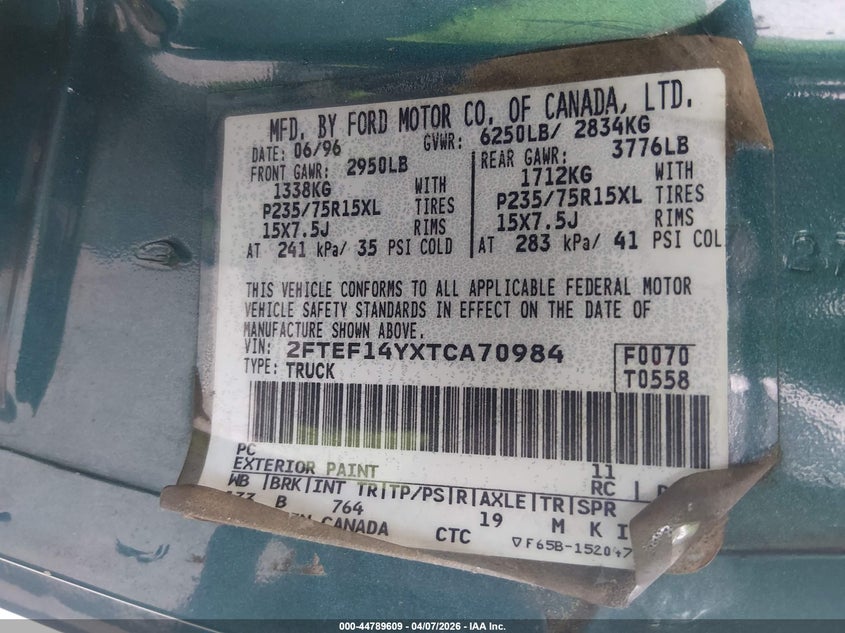 MFD. BY FORD MOTOR CO. OF CANADA, LTD.
DATE: 06/96 GVWR: 6250LB/ 2834KG
FRONT GAWR: 2950LB REAR GAWR: 3776LB
1338KG WITH 1712KG WITH
P235/75R15XL TIRES P235/75R15XL TIRES
15X7.5J RIMS 15X7.5J RIMS
AT 241 kPa/ 35 PSI COLD AT 283 kPa/ 41 PSI COL
THIS VEHICLE CONFORMS TO ALL APPLICABLE FEDERAL MOTOR
VEHICLE SAFETY STANDARDS IN EFFECT ON THE DATE OF
MANUFACTURE SHOWN ABOVE.
VIN: 2FTEF14YXTCA70984 F0070
TYPE: TRUCK T0558
PC 11
EXTERIOR PAINT RC
WB |BRK|INT TR|TP/PS|R|AXLE|TR|SPR
B 764 19 M K I
CANADA CTC ▽F65B-15204
000-44789609 - 04/07/2026 - IAA Inc.